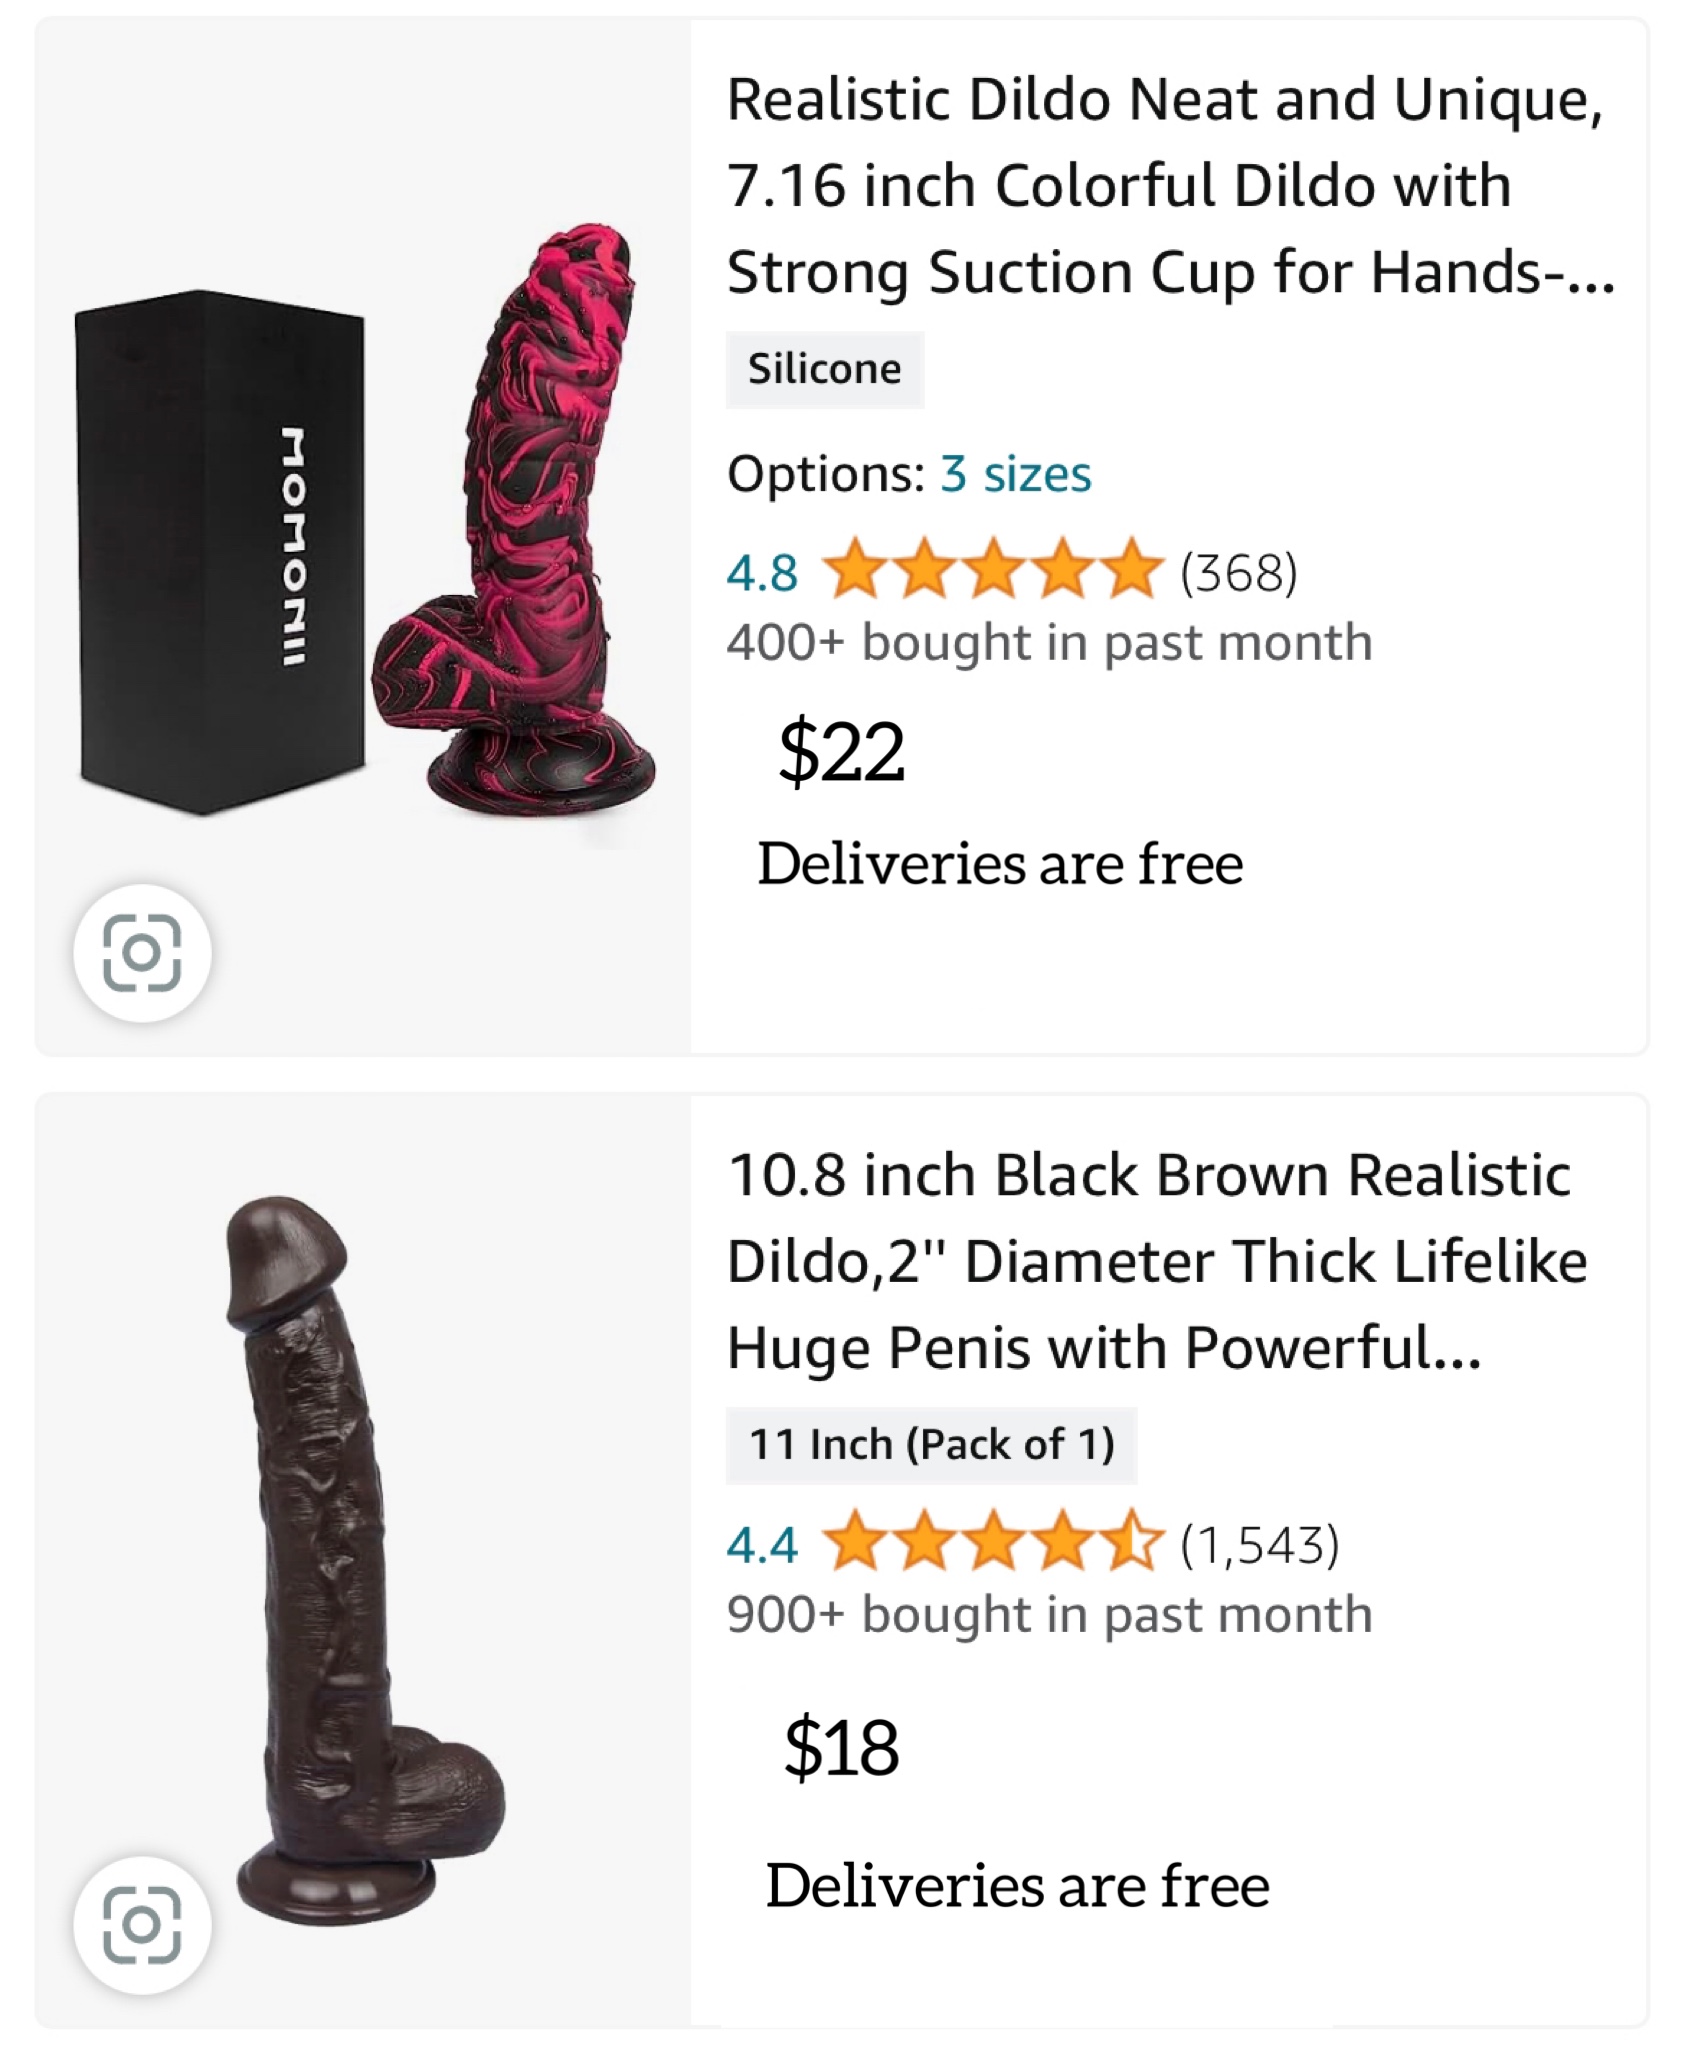 Realistic Dildo Neat and Unique,
7.16 inch Colorful Dildo with
Strong Suction Cup for Hands-...
Silicone
Options: 3 sizes
4.8 (368)
400+ bought in past month
$22
Deliveries are free
MOMONII
10.8 inch Black Brown Realistic
Dildo,2" Diameter Thick Lifelike
Huge Penis with Powerful...
11 Inch (Pack of 1)
4.4 (1,543)
900+ bought in past month
$18
Deliveries are free